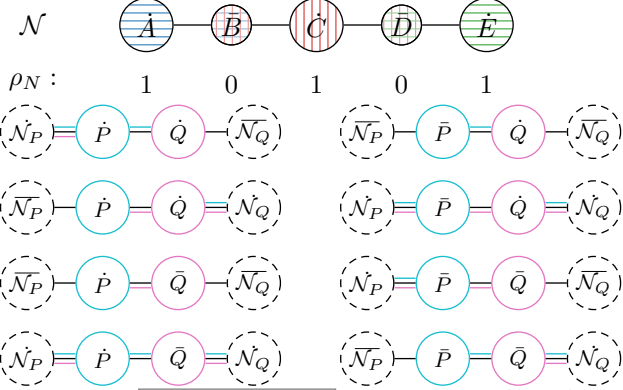 𝒩 Ȧ B Ċ D Ė
ρ_N : 1 0 1 0 1
𝒩̇_P Ṗ Q̇ 𝒩̅_Q 𝒩̅_P P̄ Q̇ 𝒩̅_Q
𝒩̅_P Ṗ Q̇ 𝒩̇_Q 𝒩̇_P P̄ Q̇ 𝒩̇_Q
𝒩̅_P Ṗ Q̄ 𝒩̅_Q 𝒩̇_P P̄ Q̄ 𝒩̅_Q
𝒩̇_P Ṗ Q̄ 𝒩̇_Q 𝒩̅_P P̄ Q̄ 𝒩̇_Q